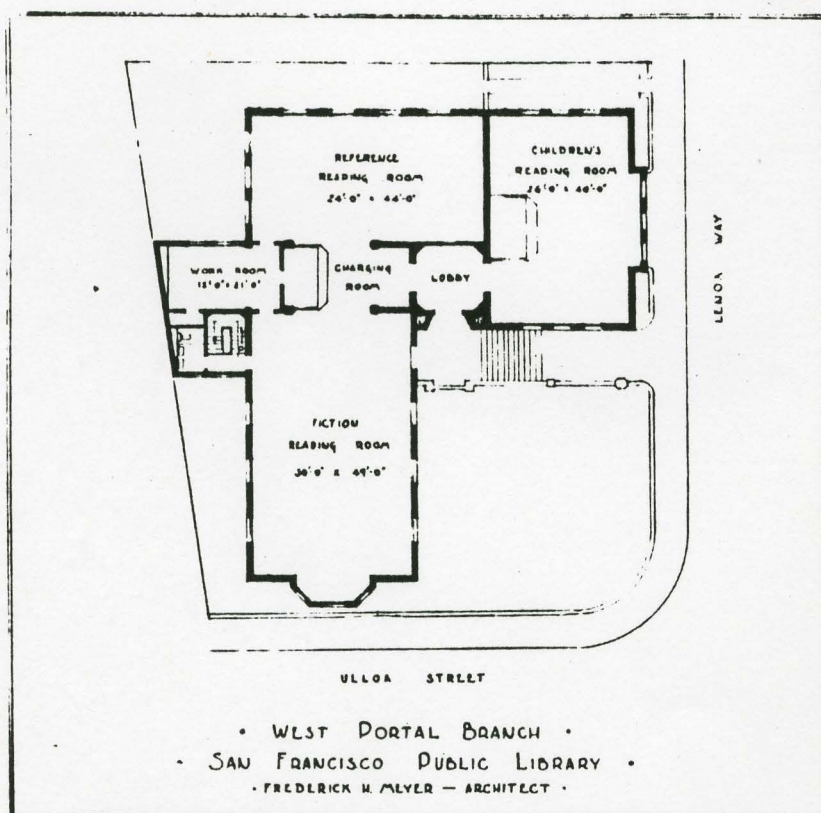 REFERENCE
READING ROOM
24'-0" X 44'-0"
CHILDREN'S
READING ROOM
26'-0" X 40'-0"
WORK ROOM
CHARGING
ROOM
LOBBY
LENOX WAY
FICTION
READING ROOM
30'-0" X 49'-0"
ULLOA STREET
• WEST PORTAL BRANCH •
• SAN FRANCISCO PUBLIC LIBRARY •
• FREDERICK H. MEYER — ARCHITECT •